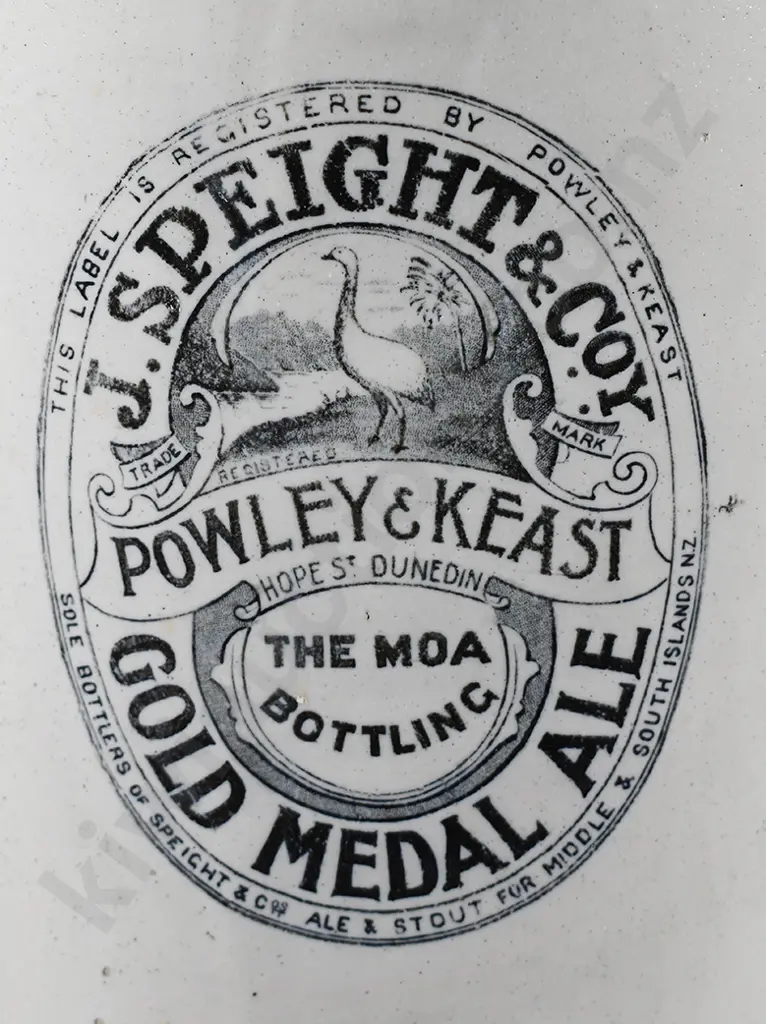 THIS LABEL IS REGISTERED BY POWLEY & KEAST
J. SPEIGHT & COY.
TRADE MARK
REGISTERED
POWLEY & KEAST
HOPE ST DUNEDIN
THE MOA
BOTTLING
GOLD MEDAL ALE
SOLE BOTTLERS OF SPEIGHT & COYS ALE & STOUT FOR MIDDLE & SOUTH ISLANDS N.Z.